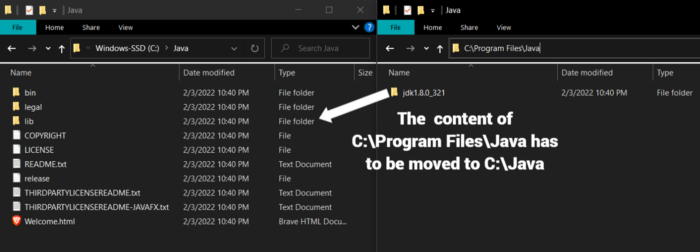 Java
File Home Share View
Windows-SSD (C:) > Java
Search Java
Name Date modified Type Size
bin 2/3/2022 10:40 PM File folder
legal 2/3/2022 10:40 PM File folder
lib 2/3/2022 10:40 PM File folder
COPYRIGHT 2/3/2022 10:40 PM File
LICENSE 2/3/2022 10:40 PM File
README.txt 2/3/2022 10:40 PM Text Document
release 2/3/2022 10:40 PM File
THIRDPARTYLICENSEREADME.txt 2/3/2022 10:40 PM Text Document
THIRDPARTYLICENSEREADME-JAVAFX.txt 2/3/2022 10:40 PM Text Document
Welcome.html 2/3/2022 10:40 PM Brave HTML Docu...
Java
File Home Share View
C:\Program Files\Java
Name Date modified Type
jdk1.8.0_321 2/3/2022 10:40 PM File folder
The content of
C:\Program Files\Java has
to be moved to C:\Java